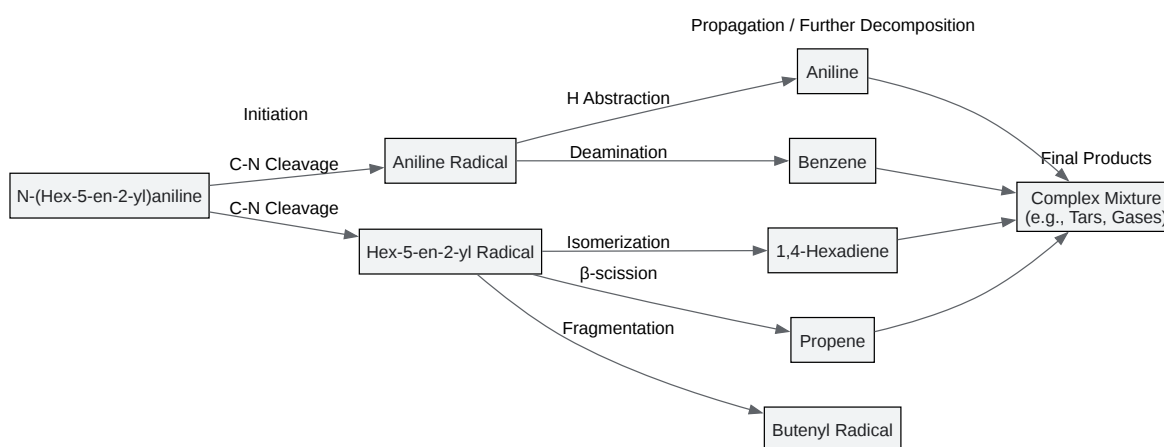 Propagation / Further Decomposition
Aniline
Initiation
H Abstraction
C-N Cleavage
Aniline Radical
Deamination
Benzene
Final Products
N-(Hex-5-en-2-yl)aniline
Complex Mixture
(e.g., Tars, Gases)
C-N Cleavage
Hex-5-en-2-yl Radical
Isomerization
1,4-Hexadiene
β-scission
Propene
Fragmentation
Butenyl Radical